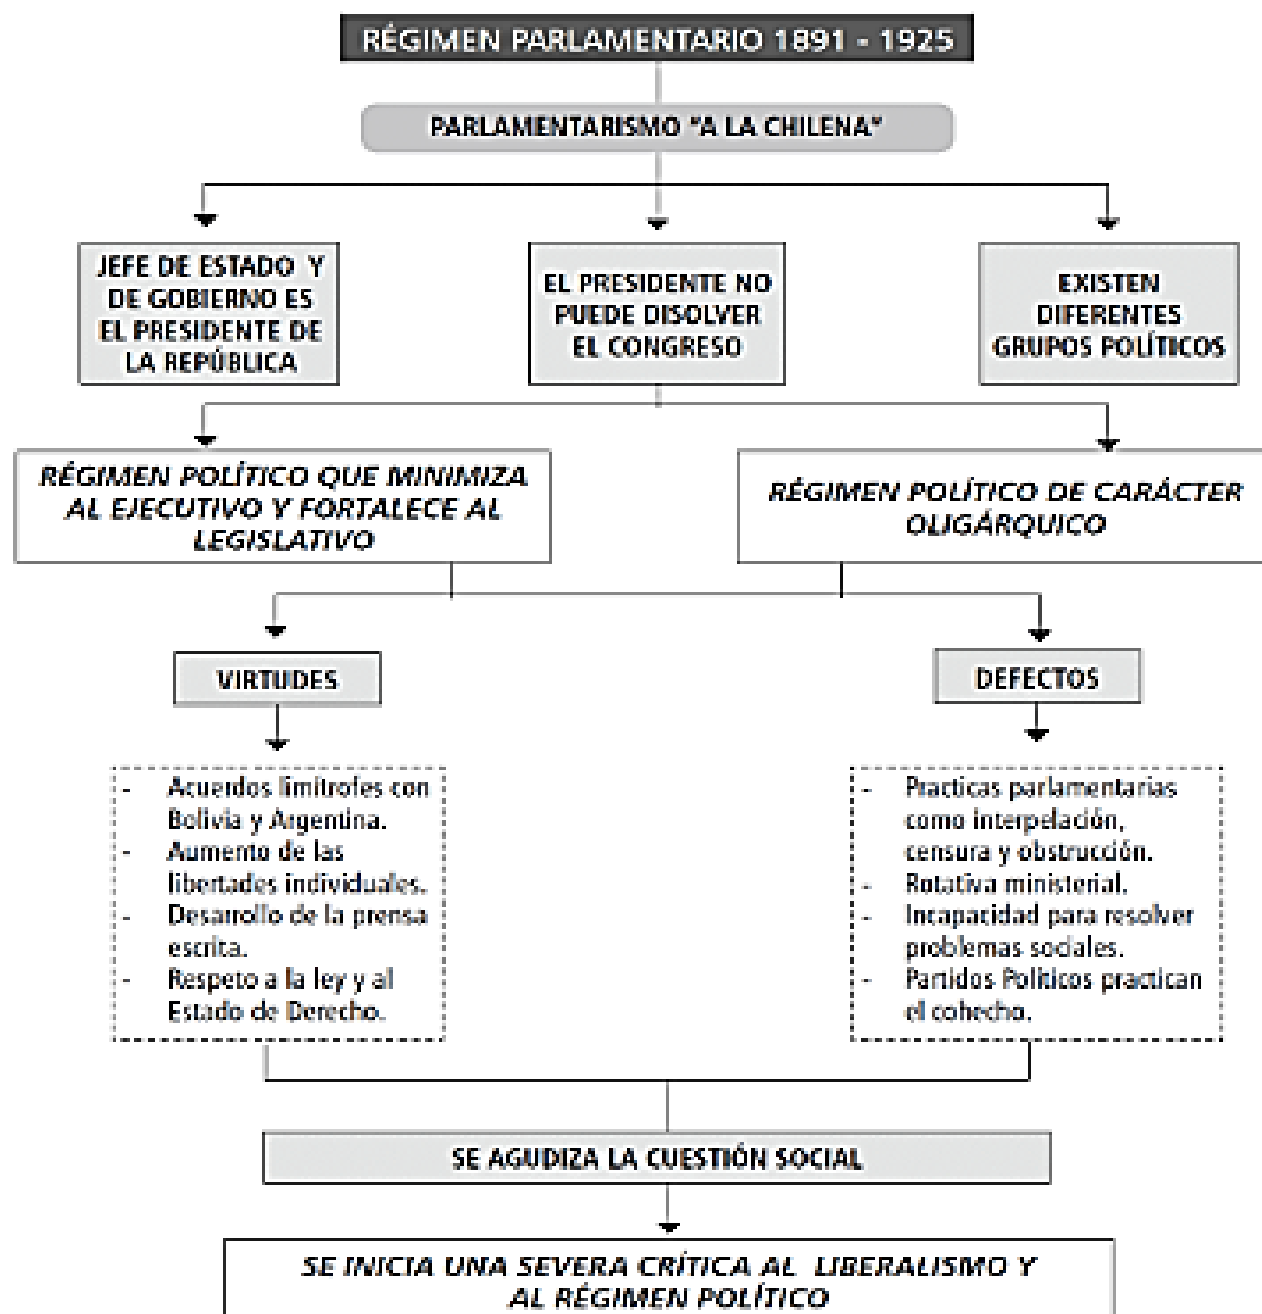 RÉGIMEN PARLAMENTARIO 1891 - 1925
PARLAMENTARISMO "A LA CHILENA"
JEFE DE ESTADO Y
DE GOBIERNO ES
EL PRESIDENTE DE
LA REPÚBLICA
EL PRESIDENTE NO
PUEDE DISOLVER
EL CONGRESO
EXISTEN
DIFERENTES
GRUPOS POLÍTICOS
RÉGIMEN POLÍTICO QUE MINIMIZA
AL EJECUTIVO Y FORTALECE AL
LEGISLATIVO
RÉGIMEN POLÍTICO DE CARÁCTER
OLIGÁRQUICO
VIRTUDES
- Acuerdos limítrofes con
Bolivia y Argentina.
- Aumento de las
libertades individuales.
- Desarrollo de la prensa
escrita.
- Respeto a la ley y al
Estado de Derecho.
DEFECTOS
- Practicas parlamentarias
como interpelación,
censura y obstrucción.
- Rotativa ministerial.
- Incapacidad para resolver
problemas sociales.
- Partidos Políticos practican
el cohecho.
SE AGUDIZA LA CUESTIÓN SOCIAL
SE INICIA UNA SEVERA CRÍTICA AL LIBERALISMO Y
AL RÉGIMEN POLÍTICO